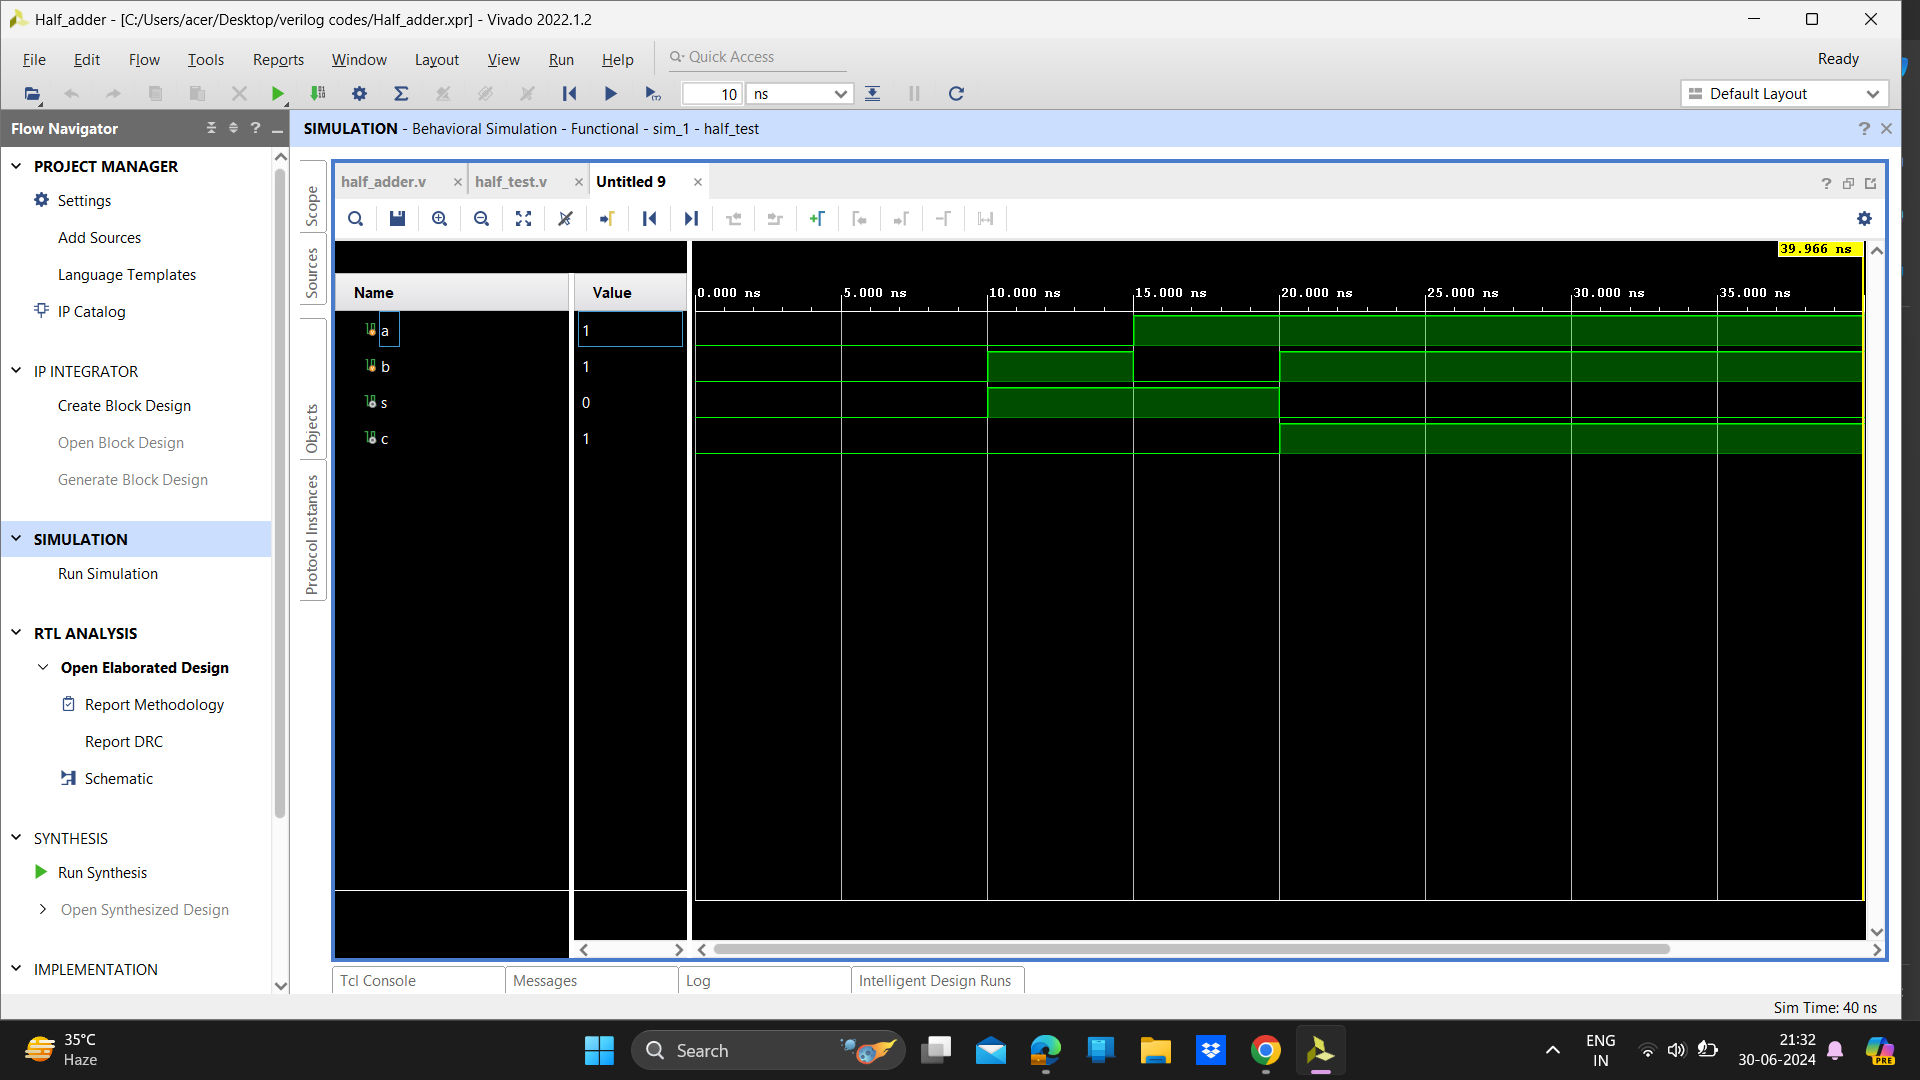 Half_adder - [C:/Users/acer/Desktop/verilog codes/Half_adder.xpr] - Vivado 2022.1.2
File Edit Flow Tools Reports Window Layout View Run Help
Quick Access
Ready
10 ns
Default Layout
Flow Navigator
SIMULATION - Behavioral Simulation - Functional - sim_1 - half_test
PROJECT MANAGER
Settings
Add Sources
Language Templates
IP Catalog
IP INTEGRATOR
Create Block Design
Open Block Design
Generate Block Design
SIMULATION
Run Simulation
RTL ANALYSIS
Open Elaborated Design
Report Methodology
Report DRC
Schematic
SYNTHESIS
Run Synthesis
Open Synthesized Design
IMPLEMENTATION
Scope
Sources
Objects
Protocol Instances
half_adder.v
half_test.v
Untitled 9
39.966 ns
Name Value
0.000 ns 5.000 ns 10.000 ns 15.000 ns 20.000 ns 25.000 ns 30.000 ns 35.000 ns
a 1
b 1
s 0
c 1
Tcl Console Messages Log Intelligent Design Runs
Sim Time: 40 ns
35°C
Haze
Search
ENG
IN
21:32
30-06-2024
PRE